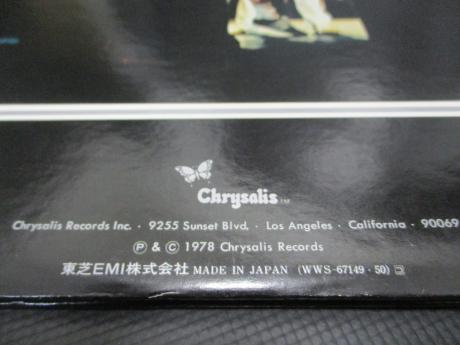 Chrysalis TM
Chrysalis Records Inc. · 9255 Sunset Blvd. · Los Angeles · California · 90069
Ⓟ & Ⓒ 1978 Chrysalis Records
東芝EMI株式会社 MADE IN JAPAN (WWS-67149·50)